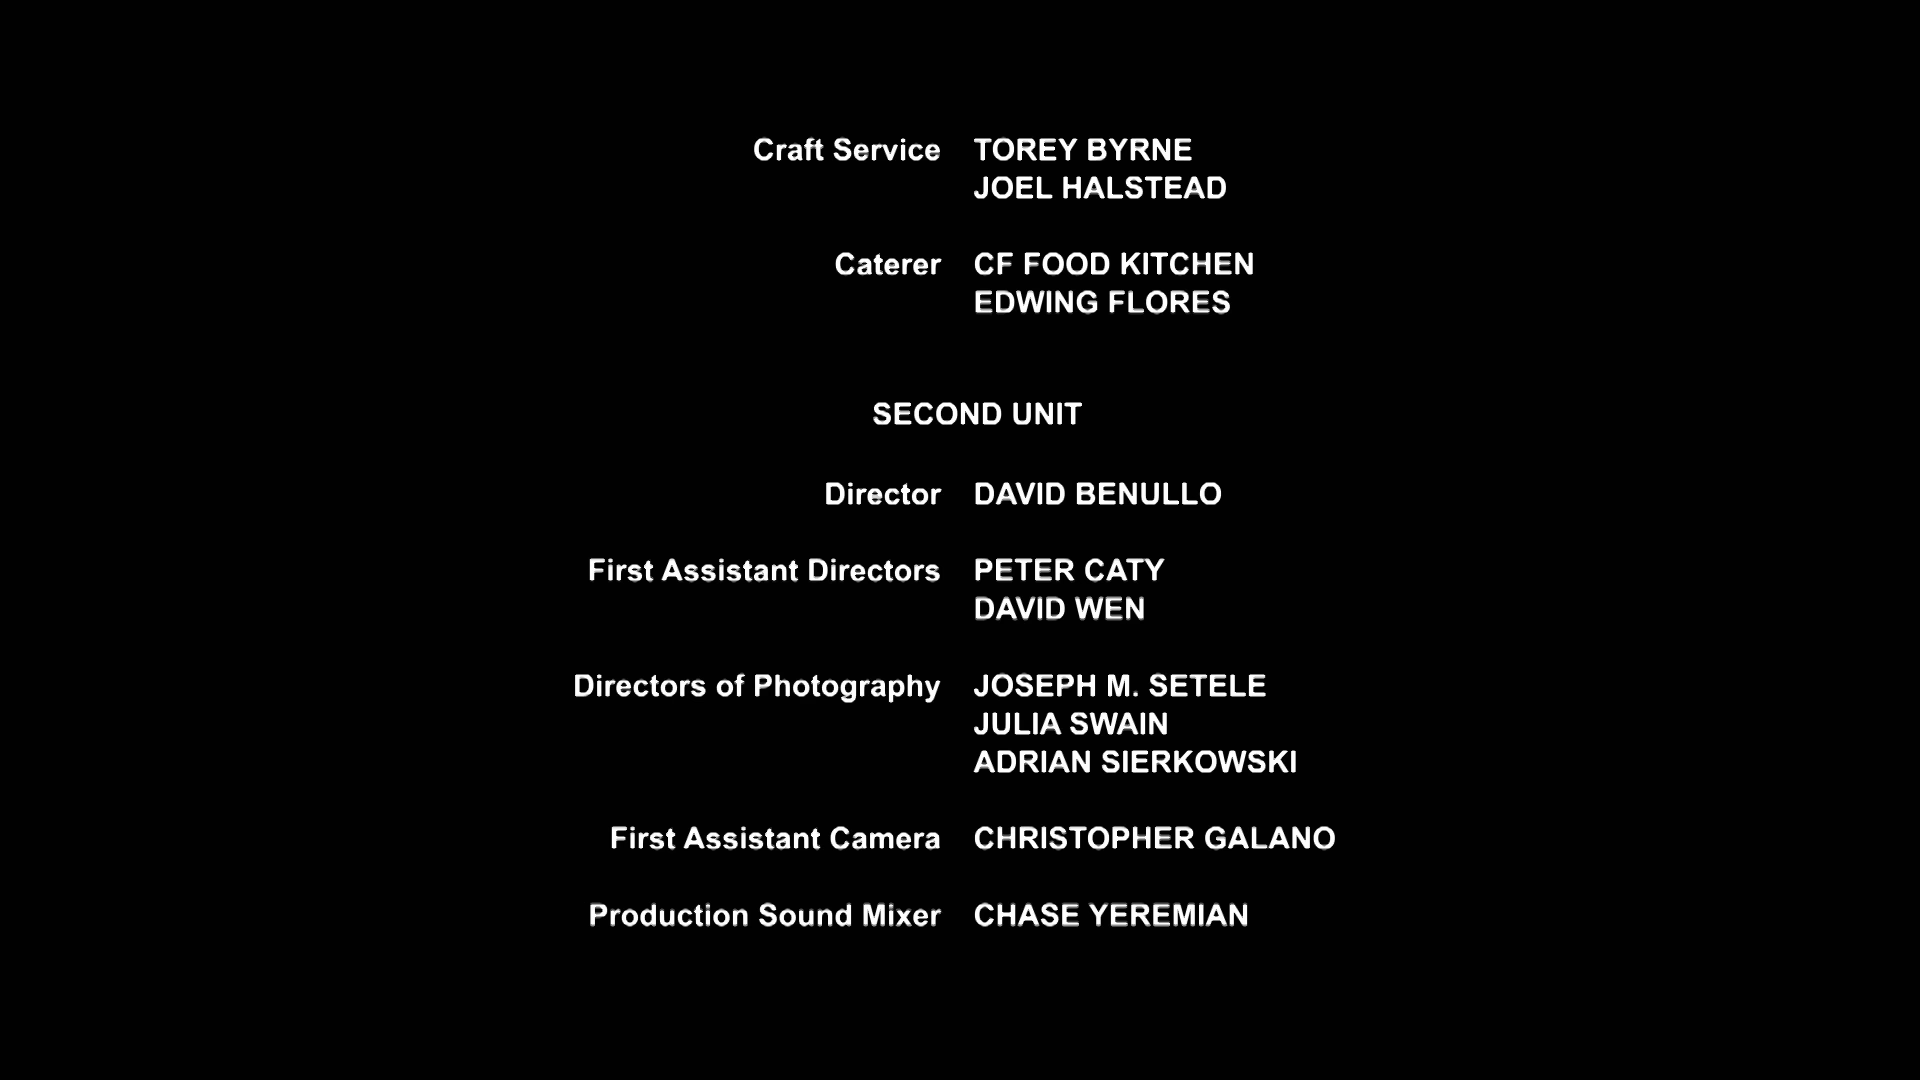 Craft Service TOREY BYRNE
JOEL HALSTEAD
Caterer CF FOOD KITCHEN
EDWING FLORES
SECOND UNIT
Director DAVID BENULLO
First Assistant Directors PETER CATY
DAVID WEN
Directors of Photography JOSEPH M. SETELE
JULIA SWAIN
ADRIAN SIERKOWSKI
First Assistant Camera CHRISTOPHER GALANO
Production Sound Mixer CHASE YEREMIAN